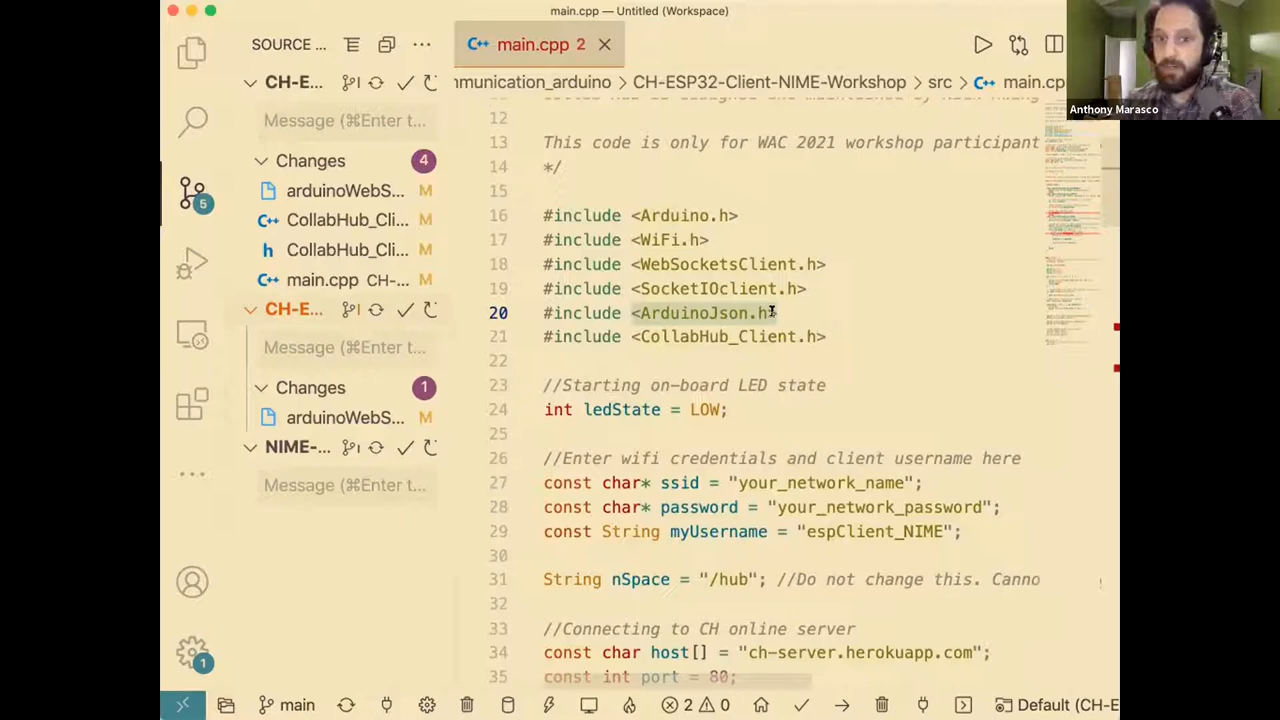 main.cpp — Untitled (Workspace)
SOURCE ...
main.cpp 2
Anthony Marasco
CH-E...
mmunication_arduino > CH-ESP32-Client-NIME-Workshop > src > main.cpp
Message (⌘Enter t...
12
13 This code is only for WAC 2021 workshop participant
Changes 4
14 */
arduinoWebS... M
15
CollabHub_Cli... M
16 #include <Arduino.h>
CollabHub_Cli... M
17 #include <WiFi.h>
main.cpp CH-... M
18 #include <WebSocketsClient.h>
19 #include <SocketIOclient.h>
CH-E...
20 #include <ArduinoJson.h>
Message (⌘Enter t...
21 #include <CollabHub_Client.h>
22
Changes 1
23 //Starting on-board LED state
arduinoWebS... M
24 int ledState = LOW;
25
NIME-...
26 //Enter wifi credentials and client username here
Message (⌘Enter t...
27 const char* ssid = "your_network_name";
28 const char* password = "your_network_password";
29 const String myUsername = "espClient_NIME";
30
31 String nSpace = "/hub"; //Do not change this. Canno
32
33 //Connecting to CH online server
34 const char host[] = "ch-server.herokuapp.com";
35 const int port = 80;
5
1
main
2 0
Default (CH-E